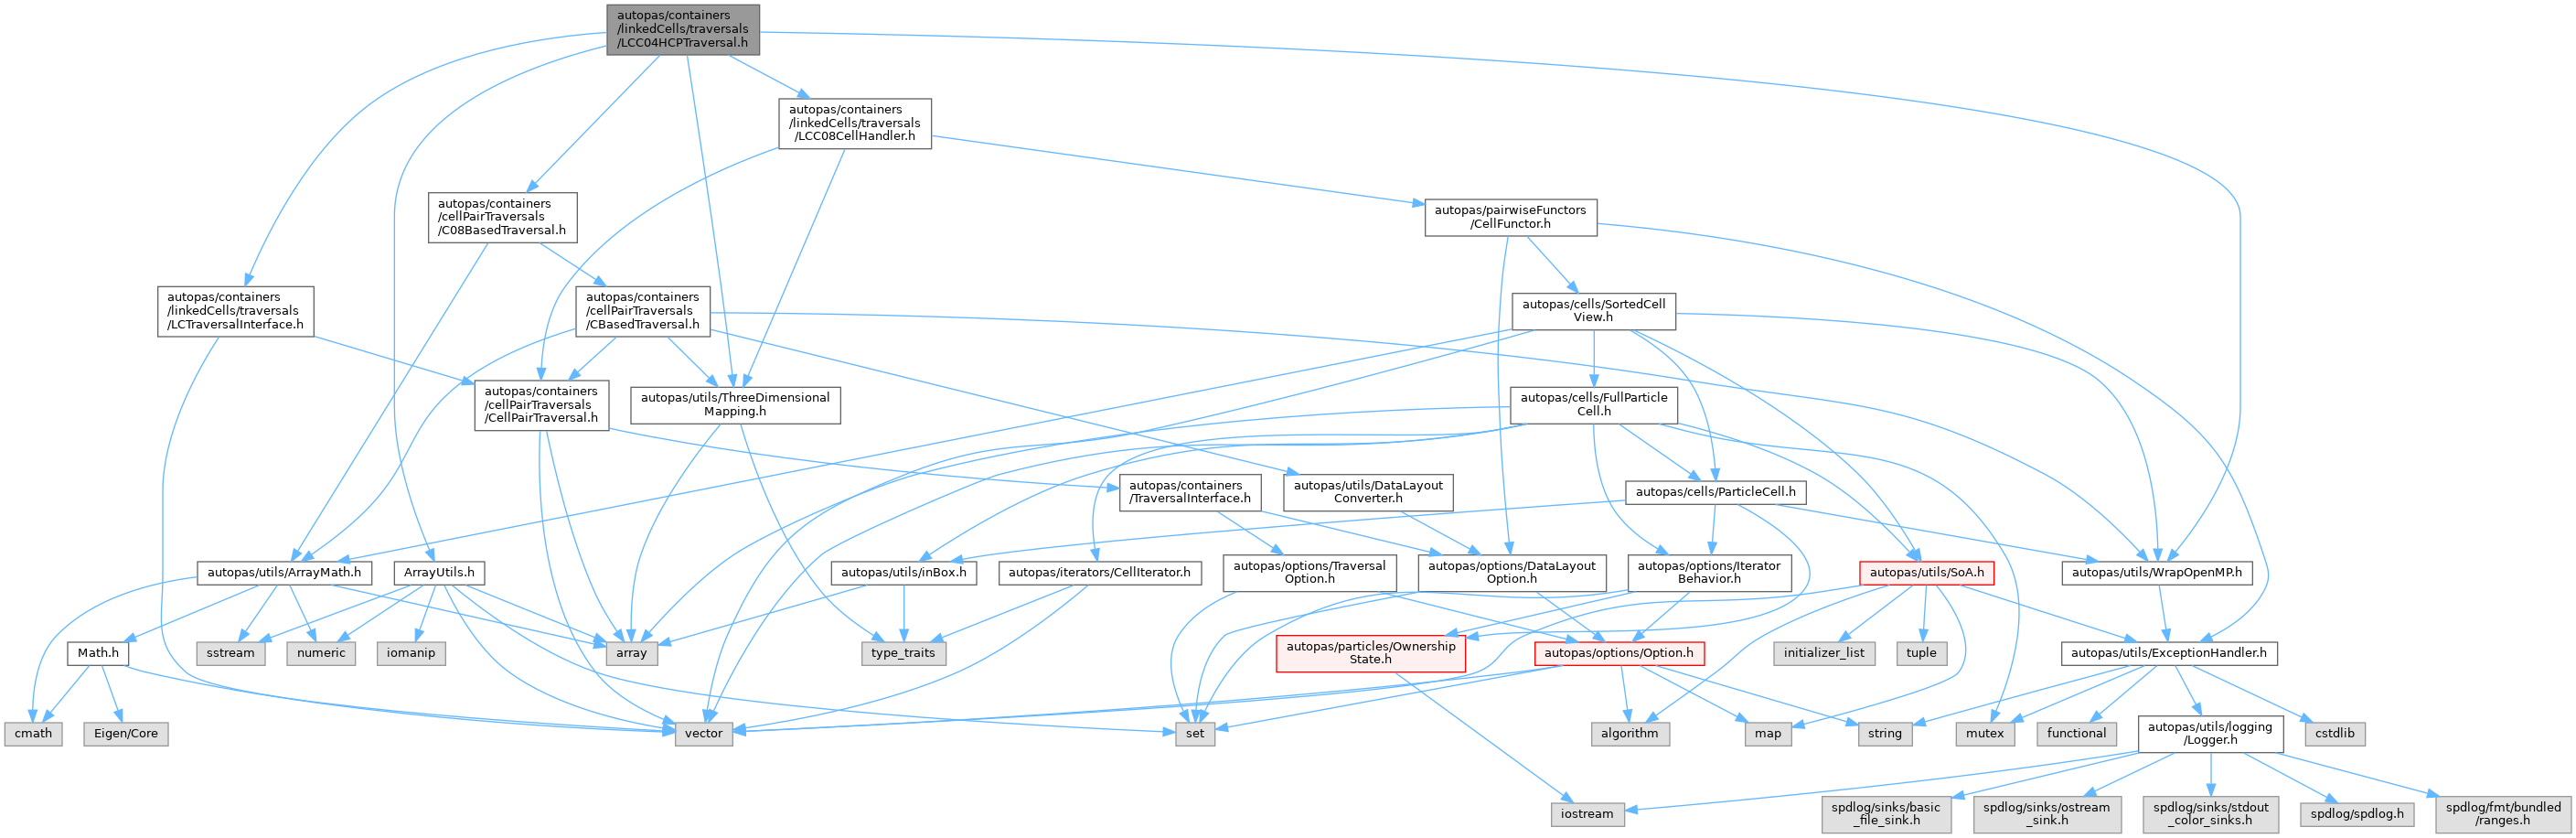 autopas/containers
/linkedCells/traversals
/LCC04HCPTraversal.h
autopas/containers
/linkedCells/traversals
/LCC08CellHandler.h
autopas/containers
/cellPairTraversals
/C08BasedTraversal.h
autopas/pairwiseFunctors
/CellFunctor.h
autopas/containers
/linkedCells/traversals
/LCTraversalInterface.h
autopas/containers
/cellPairTraversals
/CBasedTraversal.h
autopas/cells/SortedCell
View.h
autopas/containers
/cellPairTraversals
/CellPairTraversal.h
autopas/utils/ThreeDimensional
Mapping.h
autopas/cells/FullParticle
Cell.h
autopas/containers
/TraversalInterface.h
autopas/utils/DataLayout
Converter.h
autopas/cells/ParticleCell.h
autopas/utils/ArrayMath.h
ArrayUtils.h
autopas/utils/inBox.h
autopas/iterators/CellIterator.h
autopas/options/Traversal
Option.h
autopas/options/DataLayout
Option.h
autopas/options/Iterator
Behavior.h
autopas/utils/SoA.h
autopas/utils/WrapOpenMP.h
Math.h
sstream
numeric
iomanip
array
type_traits
autopas/particles/Ownership
State.h
autopas/options/Option.h
initializer_list
tuple
autopas/utils/ExceptionHandler.h
cmath
Eigen/Core
vector
set
algorithm
map
string
mutex
functional
autopas/utils/logging
/Logger.h
cstdlib
iostream
spdlog/sinks/basic
_file_sink.h
spdlog/sinks/ostream
_sink.h
spdlog/sinks/stdout
_color_sinks.h
spdlog/spdlog.h
spdlog/fmt/bundled
/ranges.h